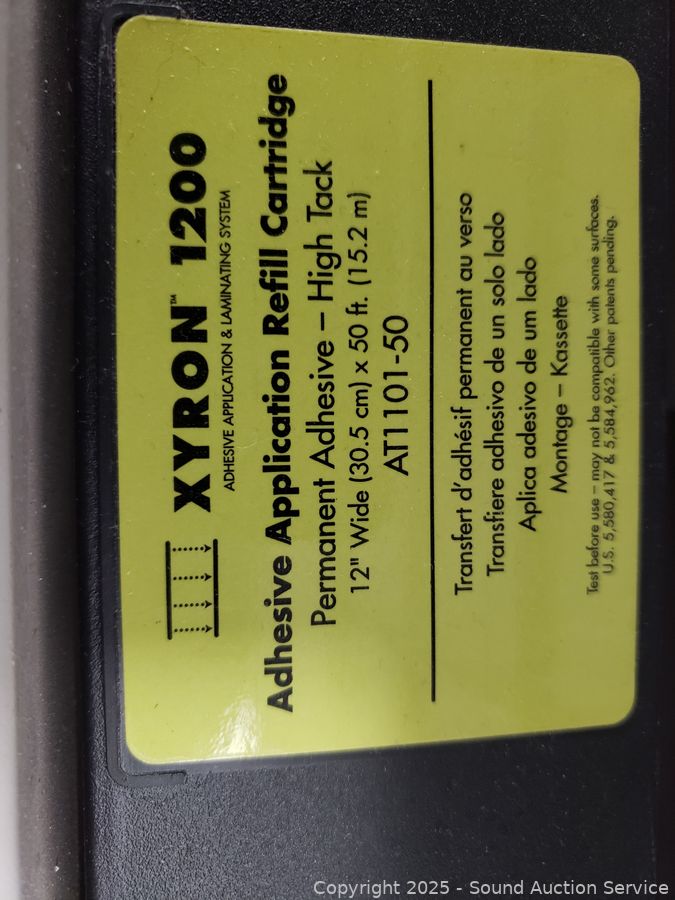 XYRON™ 1200
ADHESIVE APPLICATION & LAMINATING SYSTEM
Adhesive Application Refill Cartridge
Permanent Adhesive – High Tack
12" Wide (30.5 cm) x 50 ft. (15.2 m)
AT1101-50
Transfert d'adhésif permanent au verso
Transfiere adhesivo de un solo lado
Aplica adesivo de um lado
Montage – Kassette
Test before use – may not be compatible with some surfaces.
U.S. 5,580,417 & 5,584,962. Other patents pending.
Copyright 2025 - Sound Auction Service